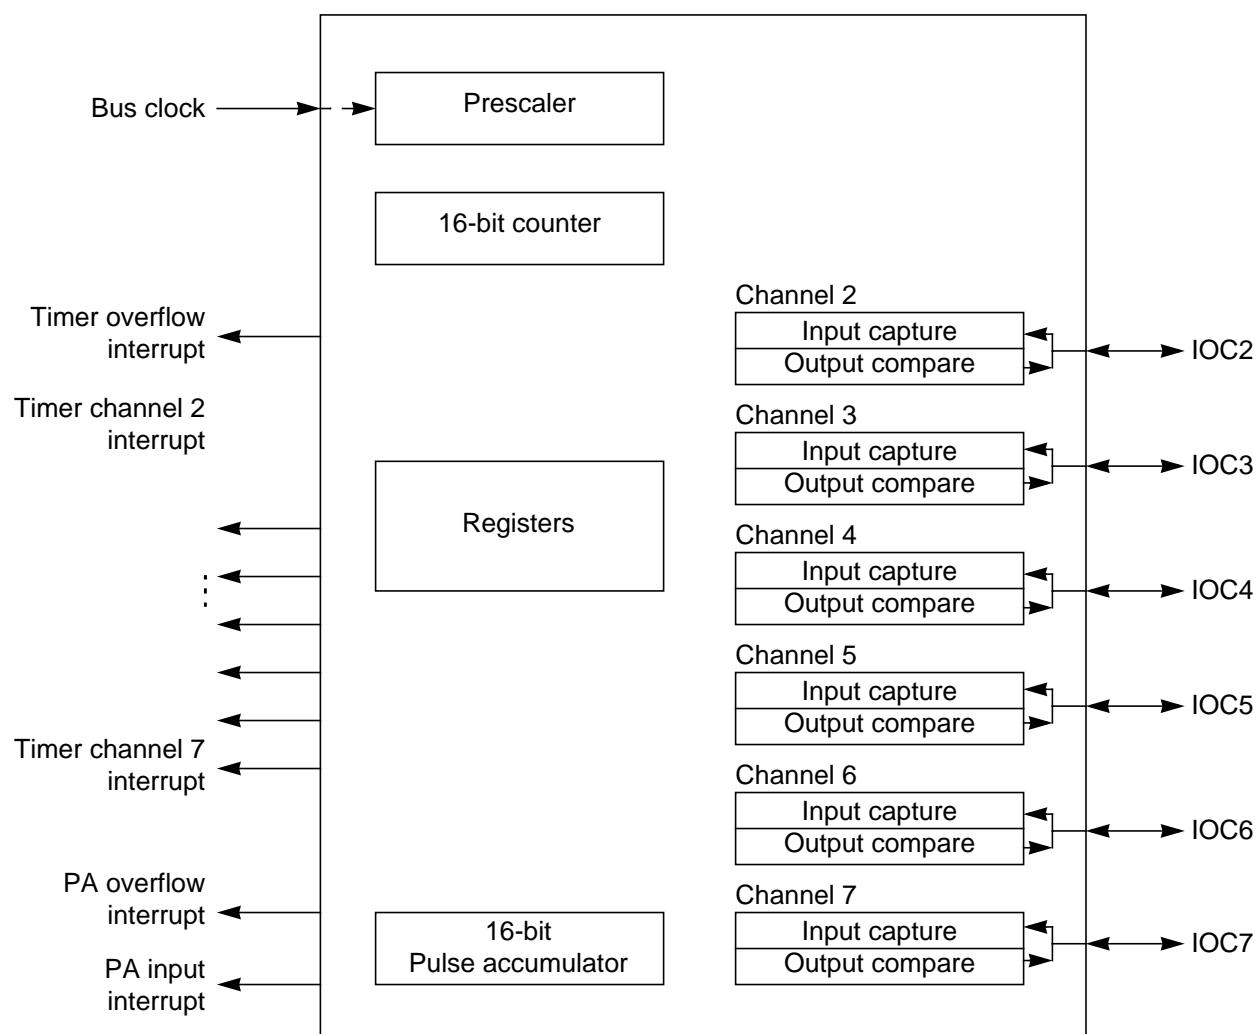 Bus clock
Prescaler
16-bit counter
Timer overflow
interrupt
Timer channel 2
interrupt
Registers
Timer channel 7
interrupt
PA overflow
interrupt
PA input
interrupt
16-bit
Pulse accumulator
Channel 2
Input capture
Output compare
IOC2
Channel 3
Input capture
Output compare
IOC3
Channel 4
Input capture
Output compare
IOC4
Channel 5
Input capture
Output compare
IOC5
Channel 6
Input capture
Output compare
IOC6
Channel 7
Input capture
Output compare
IOC7